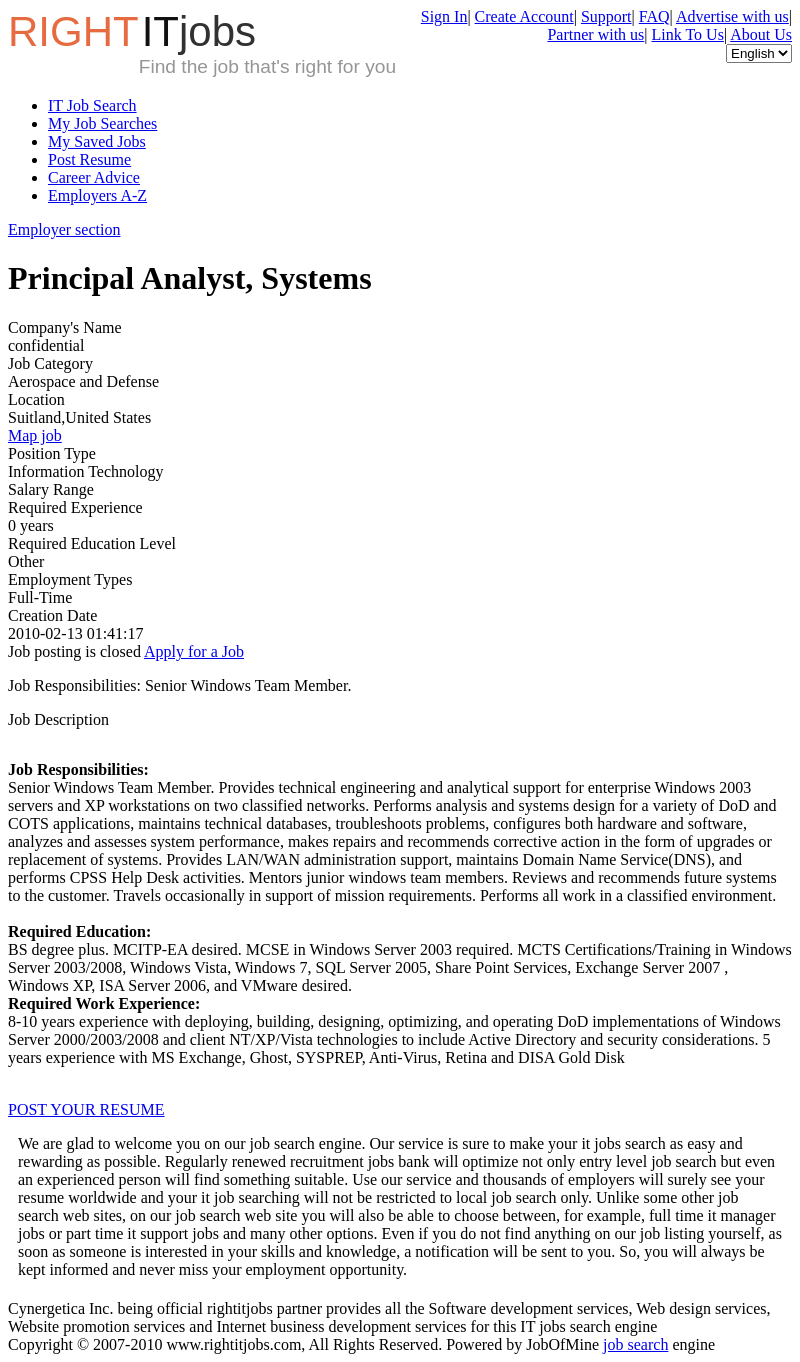 RIGHT ITjobs
Find the job that's right for you
Sign In| Create Account| Support| FAQ| Advertise with us|
Partner with us| Link To Us| About Us
English
IT Job Search
My Job Searches
My Saved Jobs
Post Resume
Career Advice
Employers A-Z
Employer section
Principal Analyst, Systems
Company's Name
confidential
Job Category
Aerospace and Defense
Location
Suitland,United States
Map job
Position Type
Information Technology
Salary Range
Required Experience
0 years
Required Education Level
Other
Employment Types
Full-Time
Creation Date
2010-02-13 01:41:17
Job posting is closed Apply for a Job
Job Responsibilities: Senior Windows Team Member.
Job Description
Job Responsibilities:
Senior Windows Team Member. Provides technical engineering and analytical support for enterprise Windows 2003
servers and XP workstations on two classified networks. Performs analysis and systems design for a variety of DoD and
COTS applications, maintains technical databases, troubleshoots problems, configures both hardware and software,
analyzes and assesses system performance, makes repairs and recommends corrective action in the form of upgrades or
replacement of systems. Provides LAN/WAN administration support, maintains Domain Name Service(DNS), and
performs CPSS Help Desk activities. Mentors junior windows team members. Reviews and recommends future systems
to the customer. Travels occasionally in support of mission requirements. Performs all work in a classified environment.
Required Education:
BS degree plus. MCITP-EA desired. MCSE in Windows Server 2003 required. MCTS Certifications/Training in Windows
Server 2003/2008, Windows Vista, Windows 7, SQL Server 2005, Share Point Services, Exchange Server 2007 ,
Windows XP, ISA Server 2006, and VMware desired.
Required Work Experience:
8-10 years experience with deploying, building, designing, optimizing, and operating DoD implementations of Windows
Server 2000/2003/2008 and client NT/XP/Vista technologies to include Active Directory and security considerations. 5
years experience with MS Exchange, Ghost, SYSPREP, Anti-Virus, Retina and DISA Gold Disk
POST YOUR RESUME
We are glad to welcome you on our job search engine. Our service is sure to make your it jobs search as easy and
rewarding as possible. Regularly renewed recruitment jobs bank will optimize not only entry level job search but even
an experienced person will find something suitable. Use our service and thousands of employers will surely see your
resume worldwide and your it job searching will not be restricted to local job search only. Unlike some other job
search web sites, on our job search web site you will also be able to choose between, for example, full time it manager
jobs or part time it support jobs and many other options. Even if you do not find anything on our job listing yourself, as
soon as someone is interested in your skills and knowledge, a notification will be sent to you. So, you will always be
kept informed and never miss your employment opportunity.
Cynergetica Inc. being official rightitjobs partner provides all the Software development services, Web design services,
Website promotion services and Internet business development services for this IT jobs search engine
Copyright © 2007-2010 www.rightitjobs.com, All Rights Reserved. Powered by JobOfMine job search engine